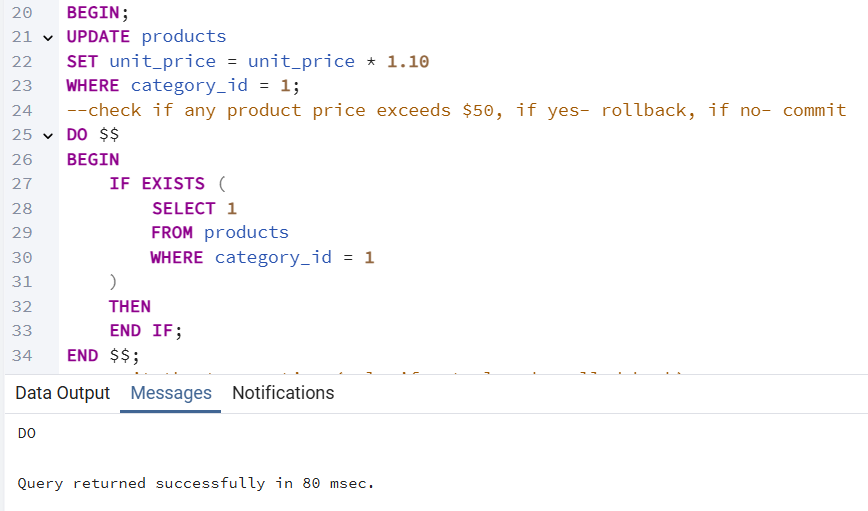 20 BEGIN;
21 UPDATE products
22 SET unit_price = unit_price * 1.10
23 WHERE category_id = 1;
24 --check if any product price exceeds $50, if yes- rollback, if no- commit
25 DO $$
26 BEGIN
27 IF EXISTS (
28 SELECT 1
29 FROM products
30 WHERE category_id = 1
31 )
32 THEN
33 END IF;
34 END $$;
Data Output Messages Notifications
DO
Query returned successfully in 80 msec.